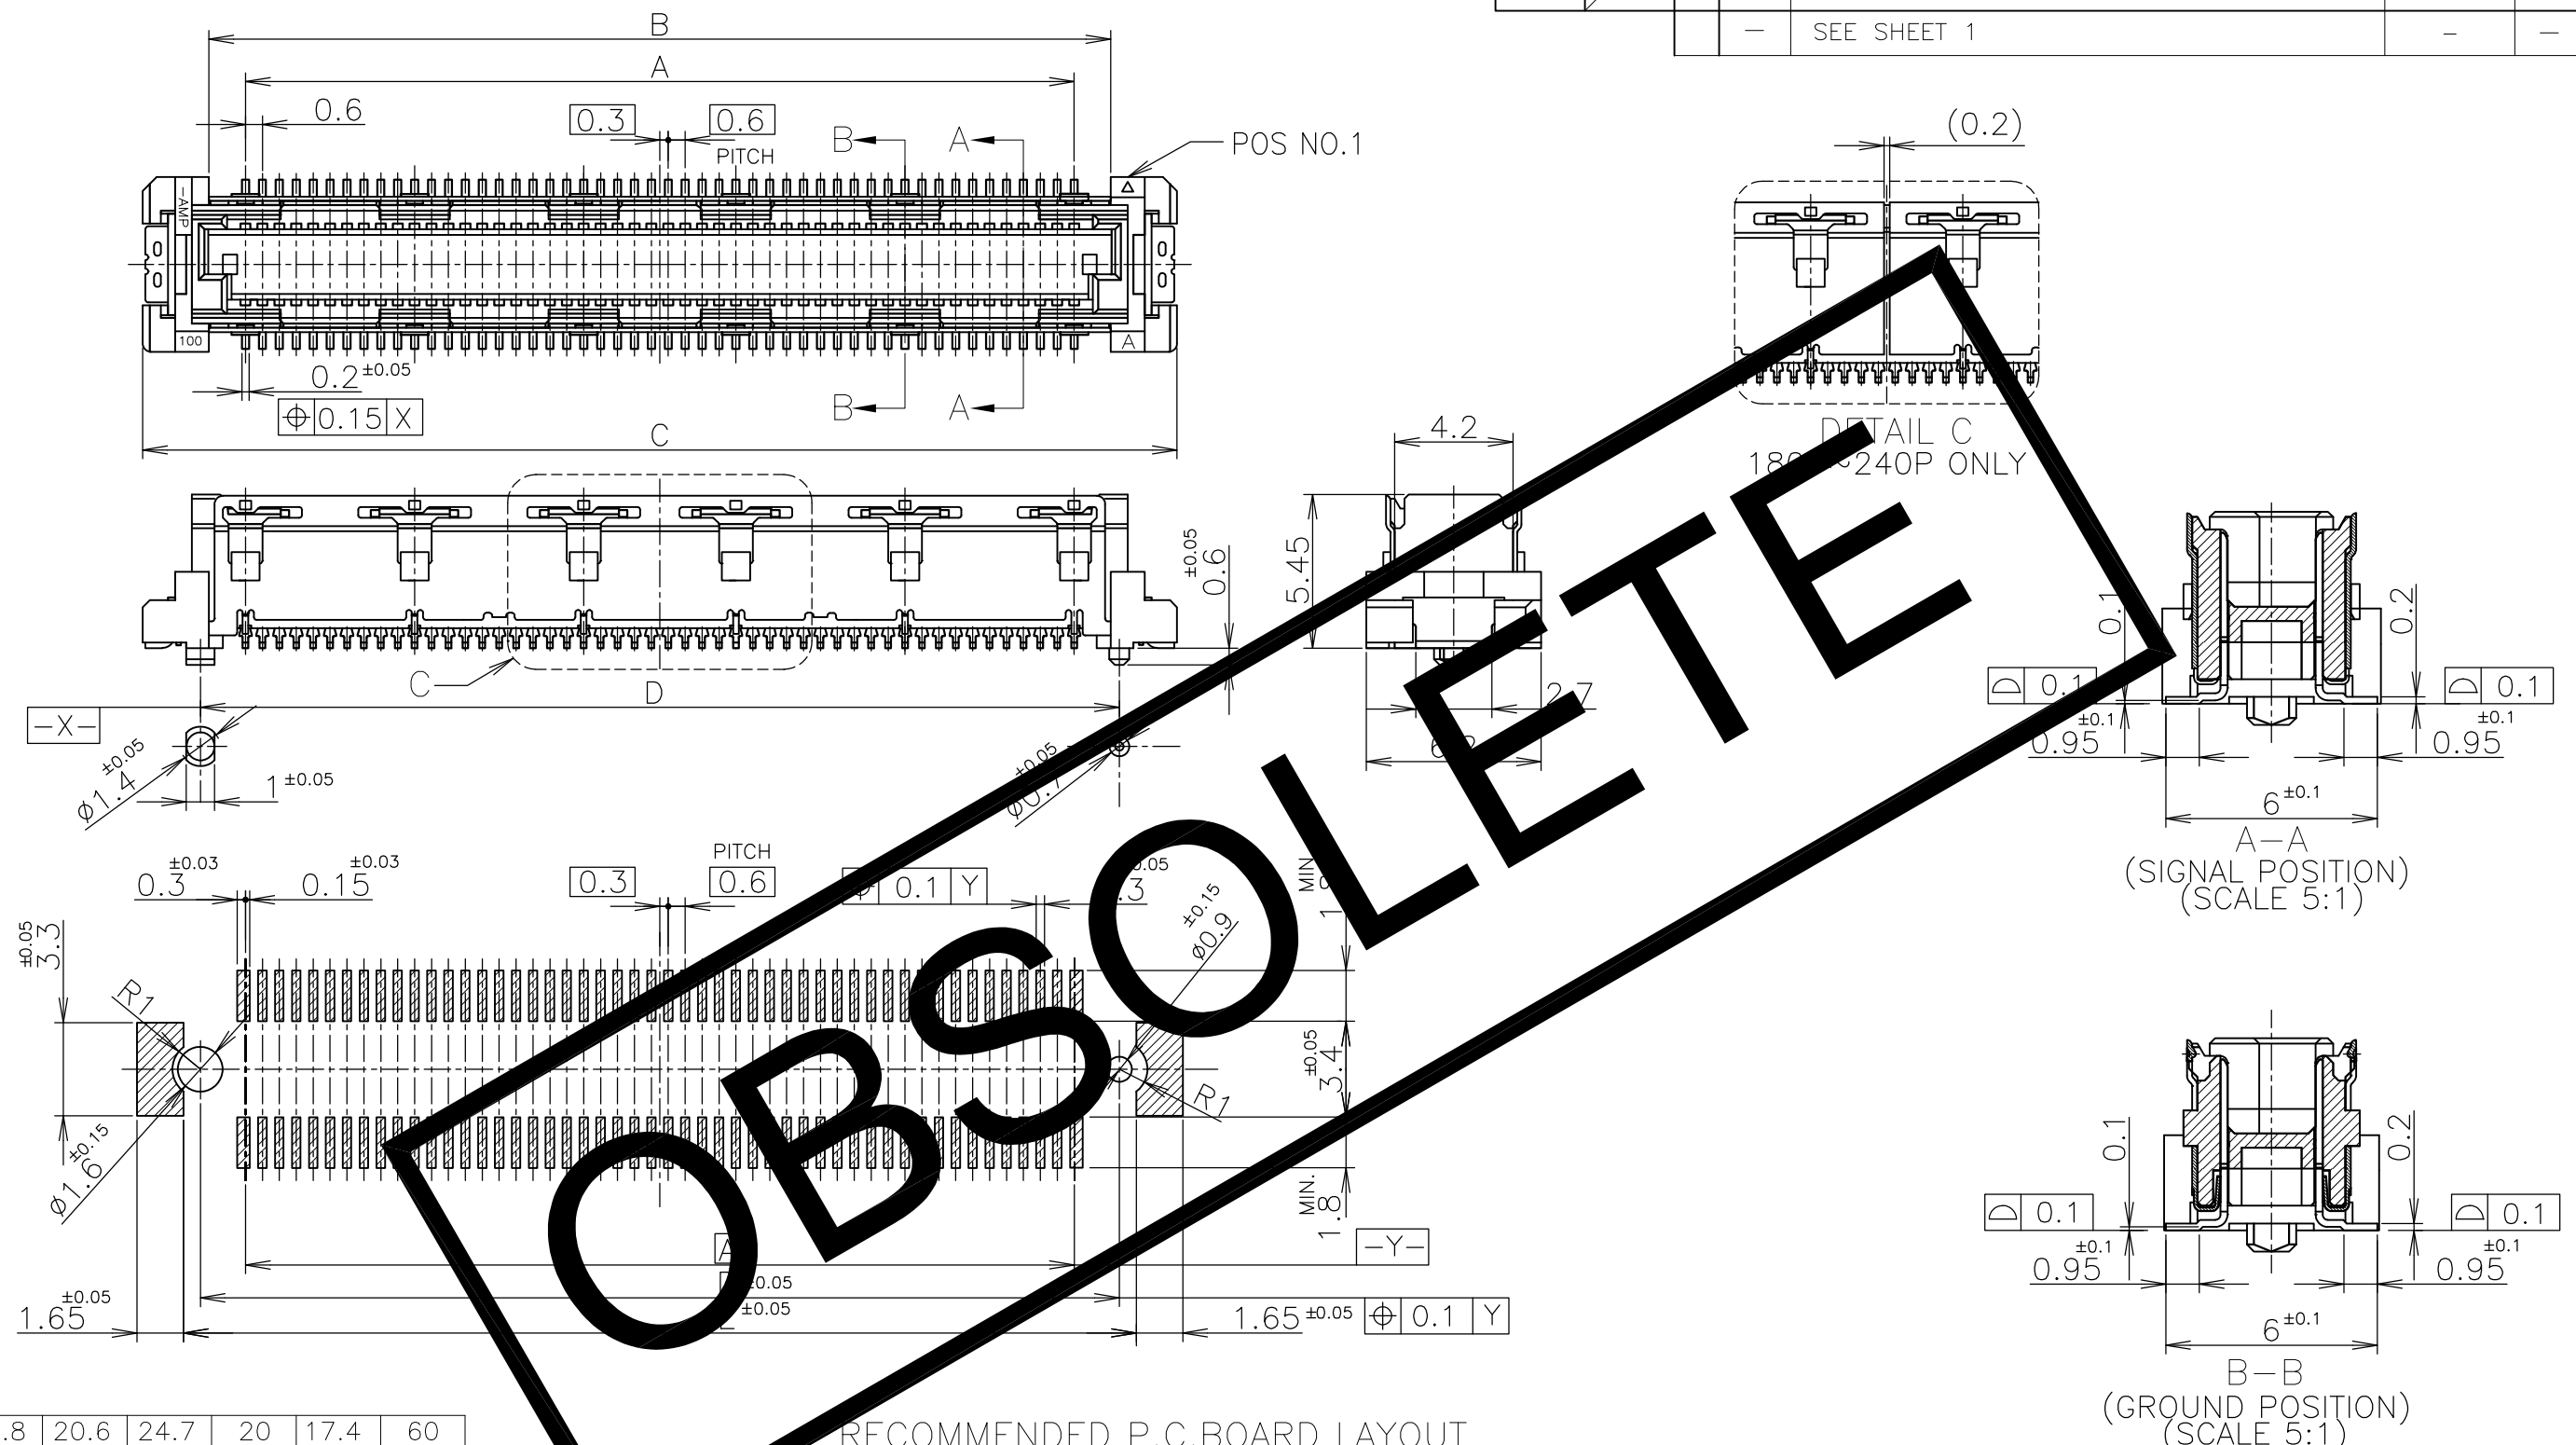 — SEE SHEET 1 – —
B
A
0.6
0.3 0.6
PITCH
B A
POS NO.1
(0.2)
AMP
100
A
0.2 ±0.05
⌖ 0.15 X
B A
C
DETAIL C
240P ONLY
4.2
5.45
0.6 ±0.05
C
D
-X-
ø1.4 ±0.05
1 ±0.05
±0.05
0.1
0.2
0.1
0.1
0.95 ±0.1
0.95 ±0.1
6 ±0.1
A-A
(SIGNAL POSITION)
(SCALE 5:1)
0.3 ±0.03
0.15 ±0.03
PITCH
0.3 0.6
0.1 Y
MIN
3.3 ±0.05
R1
ø0.9 ±0.15
3.4 ±0.05
R1
ø1.6 ±0.15
MIN.
1.8
-Y-
±0.05
±0.05
1.65 ±0.05
1.65 ±0.05 ⌖ 0.1 Y
0.1
0.2
0.1
0.1
0.95 ±0.1
0.95 ±0.1
6 ±0.1
B-B
(GROUND POSITION)
(SCALE 5:1)
OBSOLETE
.8 20.6 24.7 20 17.4 60
RECOMMENDED P.C.BOARD LAYOUT